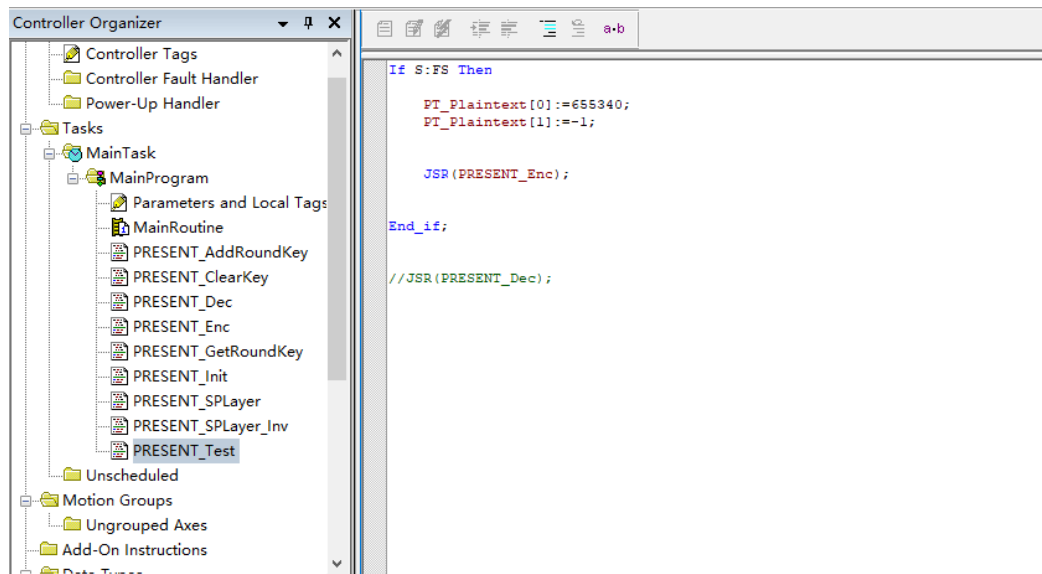 Controller Organizer
Controller Tags
Controller Fault Handler
Power-Up Handler
Tasks
MainTask
MainProgram
Parameters and Local Tags
MainRoutine
PRESENT_AddRoundKey
PRESENT_ClearKey
PRESENT_Dec
PRESENT_Enc
PRESENT_GetRoundKey
PRESENT_Init
PRESENT_SPLayer
PRESENT_SPLayer_Inv
PRESENT_Test
Unscheduled
Motion Groups
Ungrouped Axes
Add-On Instructions
Data Types
a•b
If S:FS Then
PT_Plaintext[0]:=655340;
PT_Plaintext[1]:=-1;
JSR(PRESENT_Enc);
End_if;
//JSR(PRESENT_Dec);